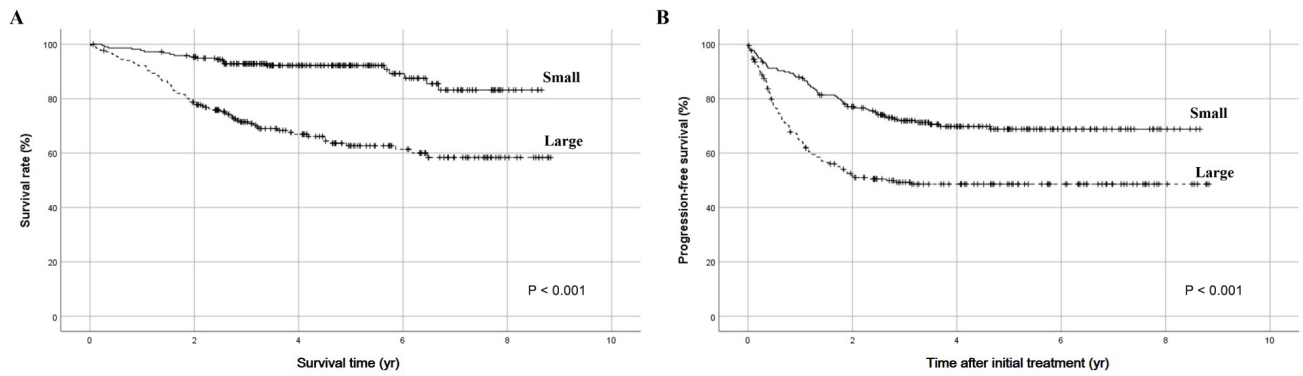 A
Survival rate (%)
100
80
60
40
20
0
Small
Large
P < 0.001
0 2 4 6 8 10
Survival time (yr)
B
Progression-free survival (%)
100
80
60
40
20
0
Small
Large
P < 0.001
0 2 4 6 8 10
Time after initial treatment (yr)